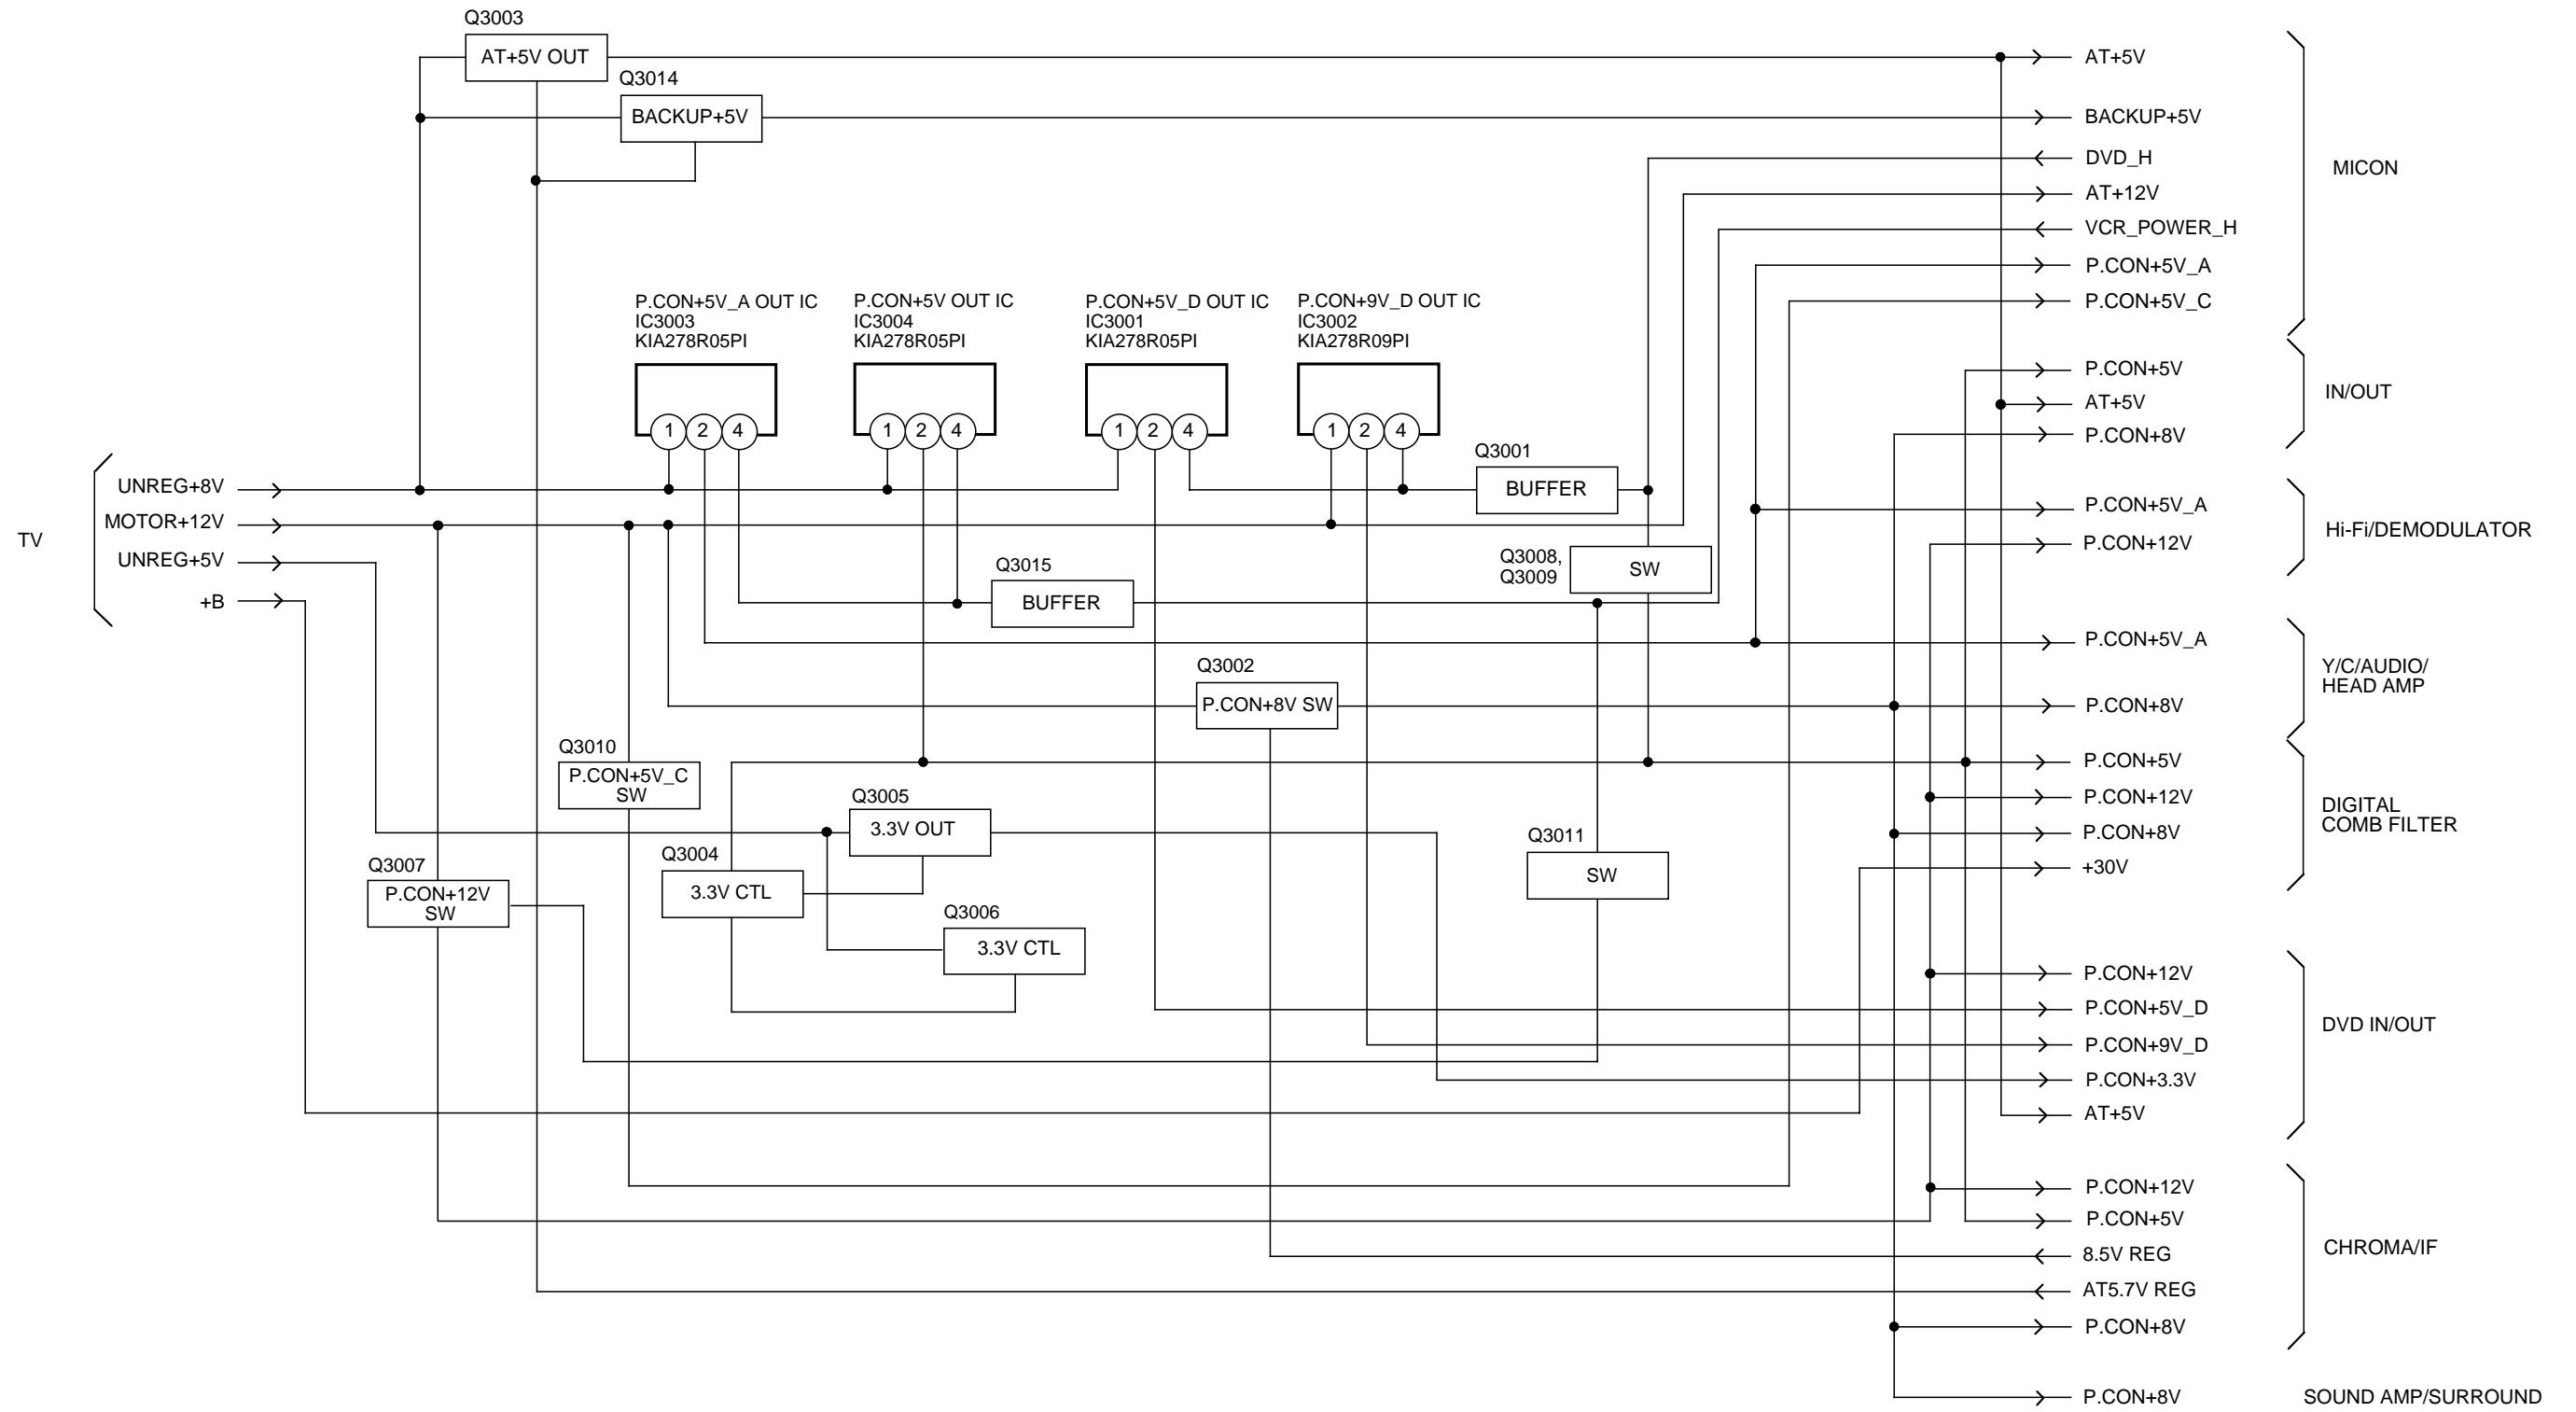 Q3003
AT+5V OUT
Q3014
BACKUP+5V
P.CON+5V_A OUT IC
IC3003
KIA278R05PI
1 2 4
P.CON+5V OUT IC
IC3004
KIA278R05PI
1 2 4
P.CON+5V_D OUT IC
IC3001
KIA278R05PI
1 2 4
P.CON+9V_D OUT IC
IC3002
KIA278R09PI
1 2 4
Q3001
BUFFER
TV
UNREG+8V
MOTOR+12V
UNREG+5V
+B
Q3015
BUFFER
Q3008,
Q3009
SW
Q3002
P.CON+8V SW
Q3010
P.CON+5V_C
SW
Q3005
3.3V OUT
Q3004
3.3V CTL
Q3007
P.CON+12V
SW
Q3006
3.3V CTL
Q3011
SW
AT+5V
BACKUP+5V
DVD_H
AT+12V
VCR_POWER_H
P.CON+5V_A
P.CON+5V_C
MICON
P.CON+5V
AT+5V
P.CON+8V
IN/OUT
P.CON+5V_A
P.CON+12V
Hi-Fi/DEMODULATOR
P.CON+5V_A
P.CON+8V
Y/C/AUDIO/
HEAD AMP
P.CON+5V
P.CON+12V
P.CON+8V
+30V
DIGITAL
COMB FILTER
P.CON+12V
P.CON+5V_D
P.CON+9V_D
P.CON+3.3V
AT+5V
DVD IN/OUT
P.CON+12V
P.CON+5V
8.5V REG
AT5.7V REG
P.CON+8V
CHROMA/IF
P.CON+8V
SOUND AMP/SURROUND